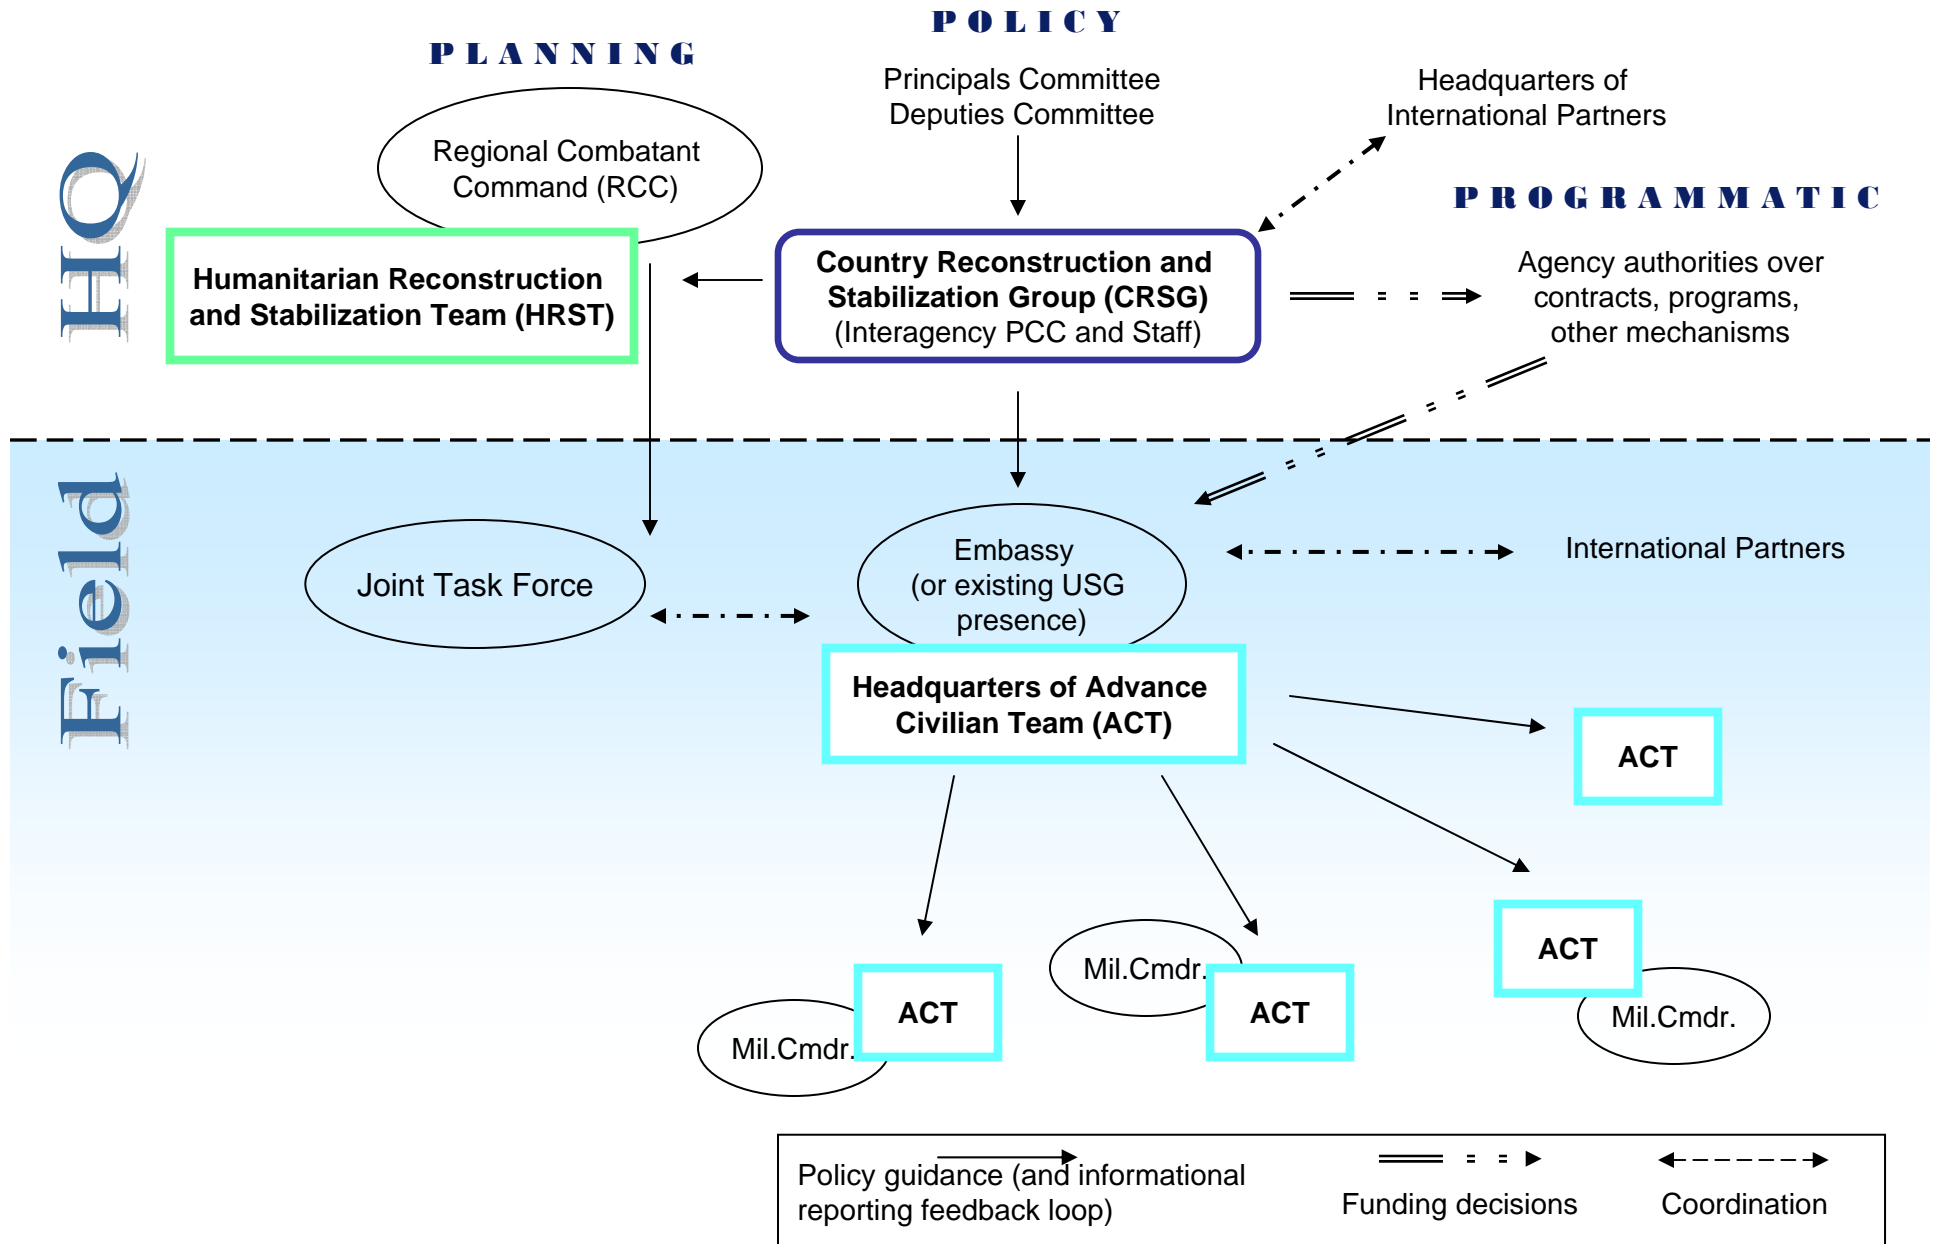 POLICY
PLANNING
Principals Committee
Deputies Committee
Headquarters of
International Partners
HQ
Regional Combatant
Command (RCC)
PROGRAMMATIC
Humanitarian Reconstruction
and Stabilization Team (HRST)
Country Reconstruction and
Stabilization Group (CRSG)
(Interagency PCC and Staff)
Agency authorities over
contracts, programs,
other mechanisms
Field
Joint Task Force
Embassy
(or existing USG
presence)
International Partners
Headquarters of Advance
Civilian Team (ACT)
ACT
ACT
Mil.Cmdr.
Mil.Cmdr.
ACT
Mil.Cmdr.
ACT
Policy guidance (and informational
reporting feedback loop)
Funding decisions
Coordination